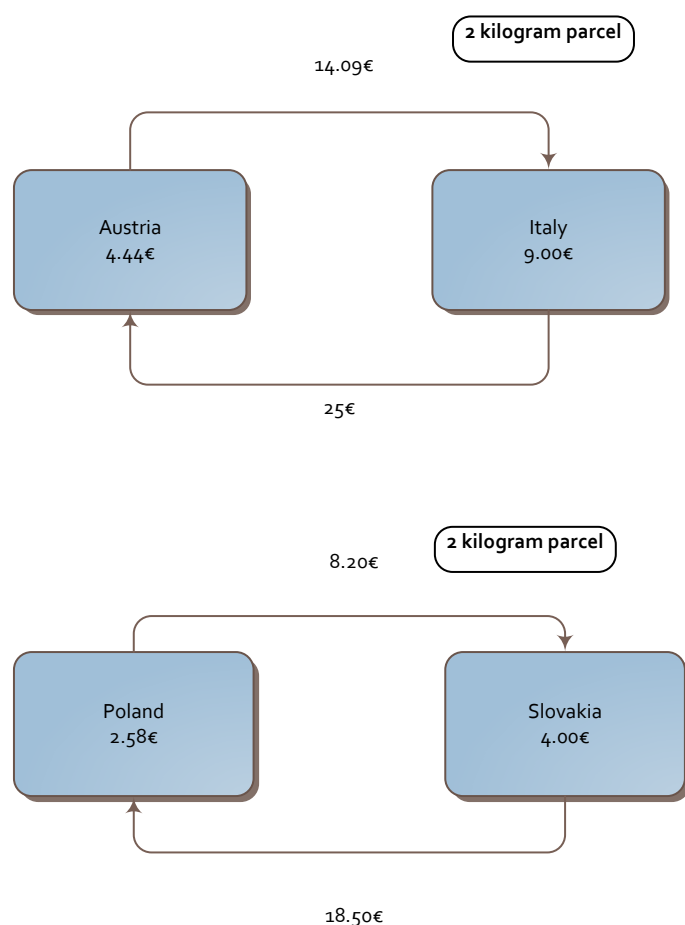 2 kilogram parcel
14.09€
Austria
4.44€
Italy
9.00€
25€
2 kilogram parcel
8.20€
Poland
2.58€
Slovakia
4.00€
18.50€